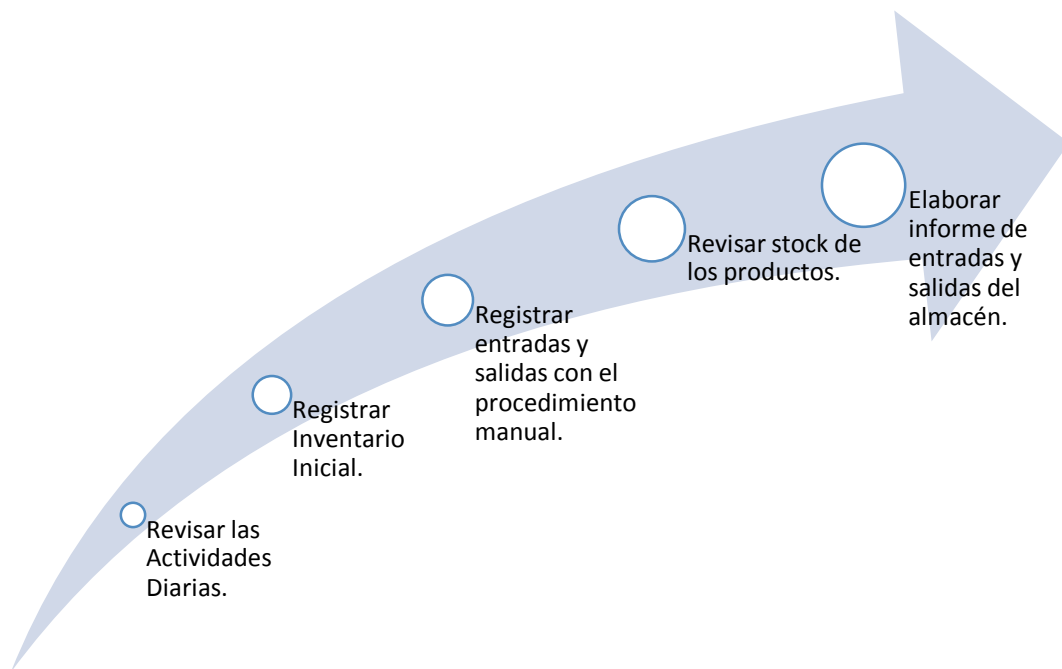 Revisar las
Actividades
Diarias.
Registrar
Inventario
Inicial.
Registrar
entradas y
salidas con el
procedimiento
manual.
Revisar stock de
los productos.
Elaborar
informe de
entradas y
salidas del
almacén.